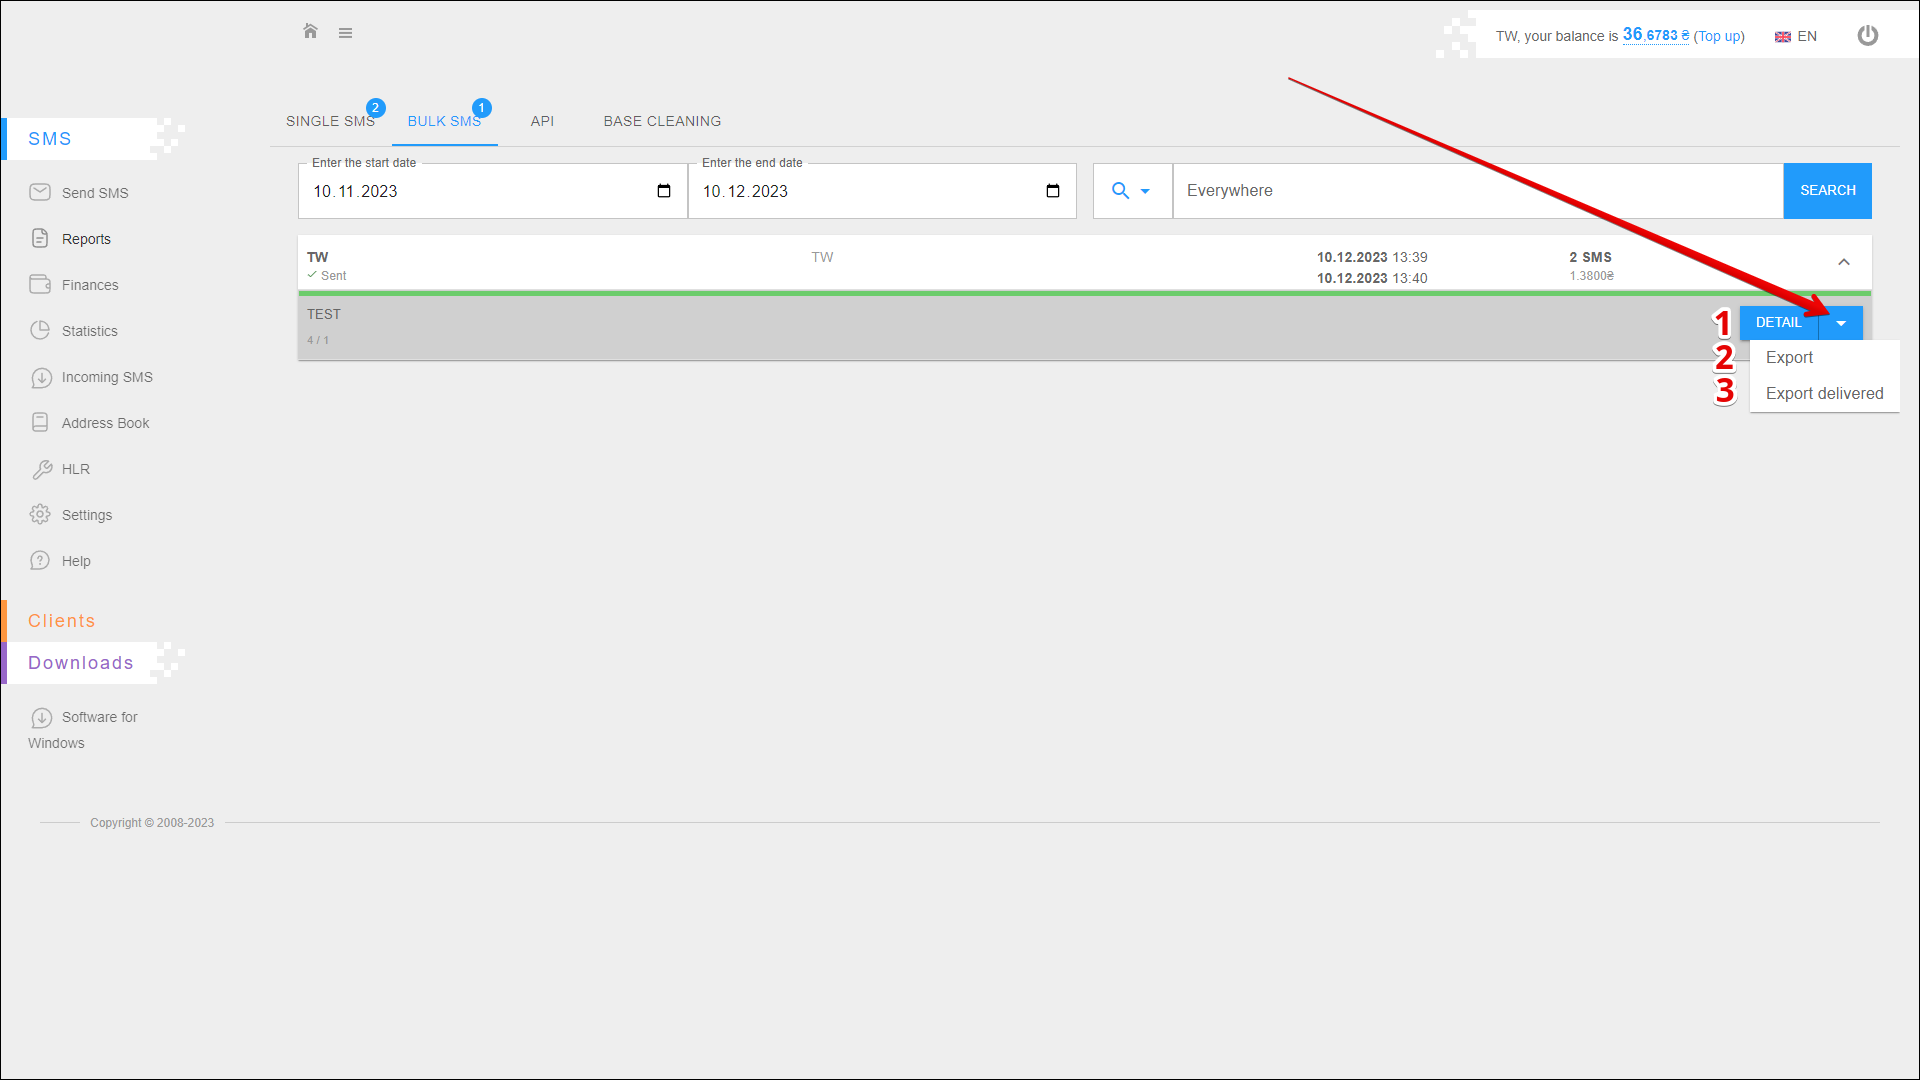 TW, your balance is 36,6783 ₴ (Top up)
EN
SINGLE SMS 2
BULK SMS 1
API
BASE CLEANING
SMS
Send SMS
Reports
Finances
Statistics
Incoming SMS
Address Book
HLR
Settings
Help
Clients
Downloads
Software for
Windows
Enter the start date
10.11.2023
Enter the end date
10.12.2023
Everywhere
SEARCH
TW
Sent
TW
10.12.2023 13:39
10.12.2023 13:40
2 SMS
1.3800₴
TEST
4 / 1
1 DETAIL
2 Export
3 Export delivered
Copyright © 2008-2023